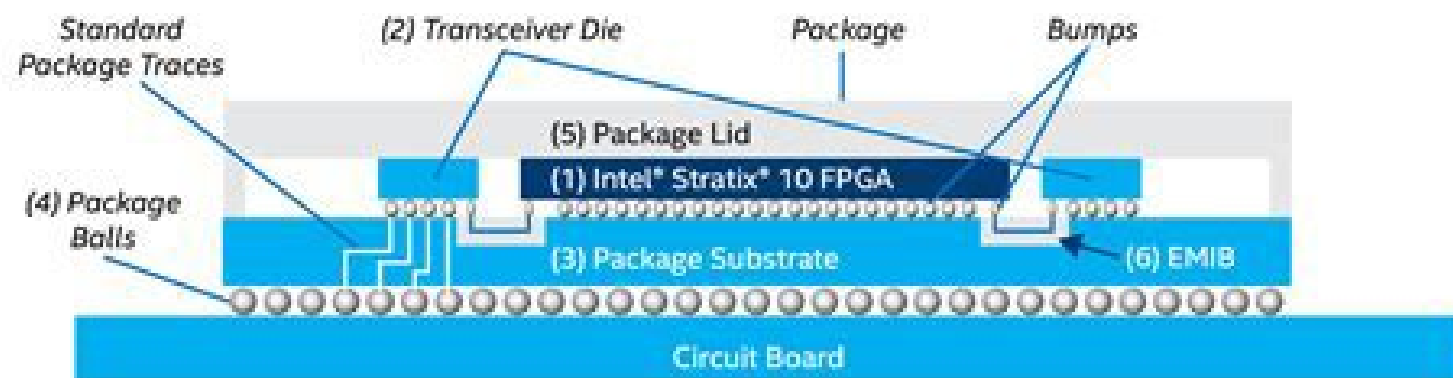 Standard
Package Traces
(2) Transceiver Die
Package
Bumps
(5) Package Lid
(1) Intel® Stratix® 10 FPGA
(4) Package
Balls
(3) Package Substrate
(6) EMIB
Circuit Board